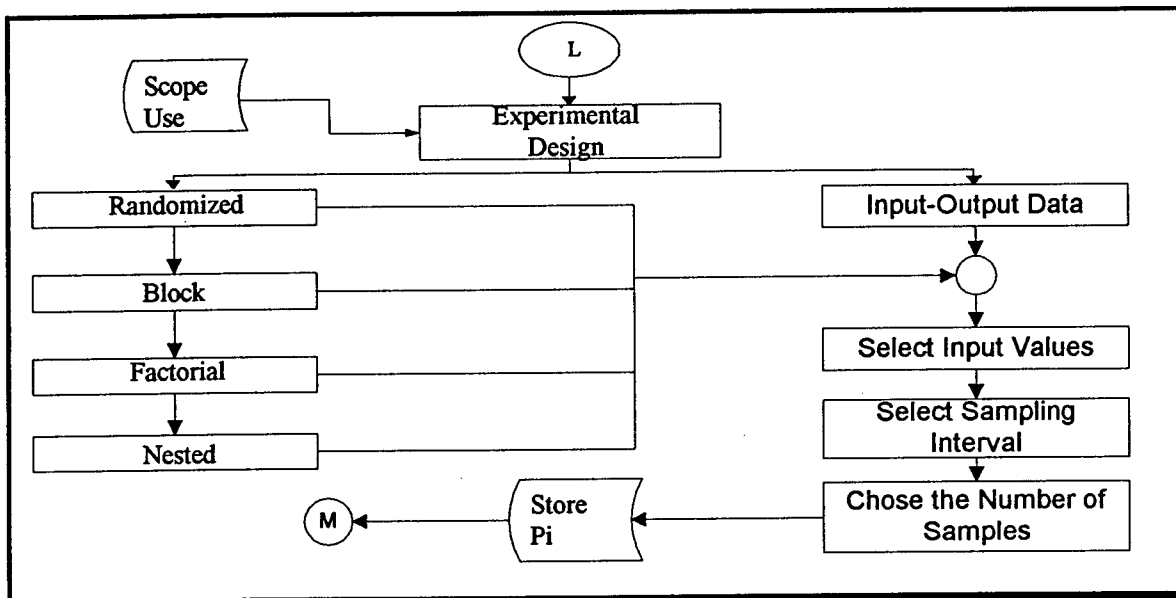 L
Scope
Use
Experimental
Design
Randomized
Input-Output Data
Block
Select Input Values
Factorial
Select Sampling
Interval
Nested
Chose the Number of
Samples
Store
Pi
M